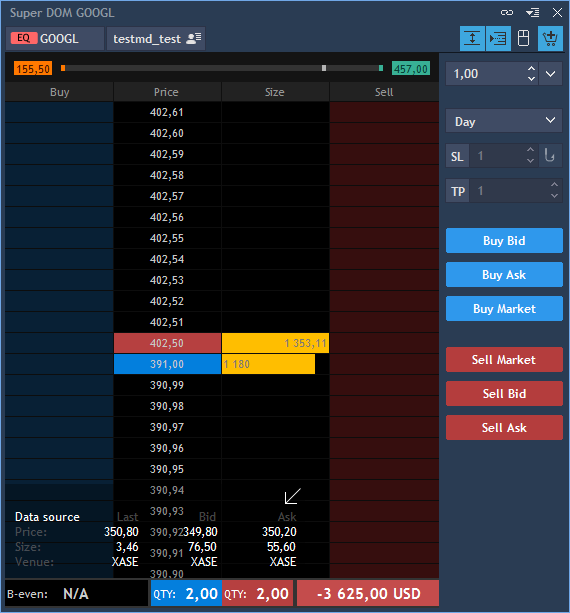 Super DOM GOOGL
EQ GOOGL testmd_test
155,50 457,00
1,00
Buy Price Size Sell
Day
SL 1
TP 1
Buy Bid
Buy Ask
Buy Market
Sell Market
Sell Bid
Sell Ask
402,61
402,60
402,59
402,58
402,57
402,56
402,55
402,54
402,53
402,52
402,51
402,50 1 353,11
391,00 1 180
390,99
390,98
390,97
390,96
390,95
390,94
390,93
390,92
390,91
390,90
Data source Last Bid Ask
Price: 350,80 349,80 350,20
Size: 3,46 76,50 55,60
Venue: XASE XASE XASE
B-even: N/A QTY: 2,00 QTY: 2,00 -3 625,00 USD